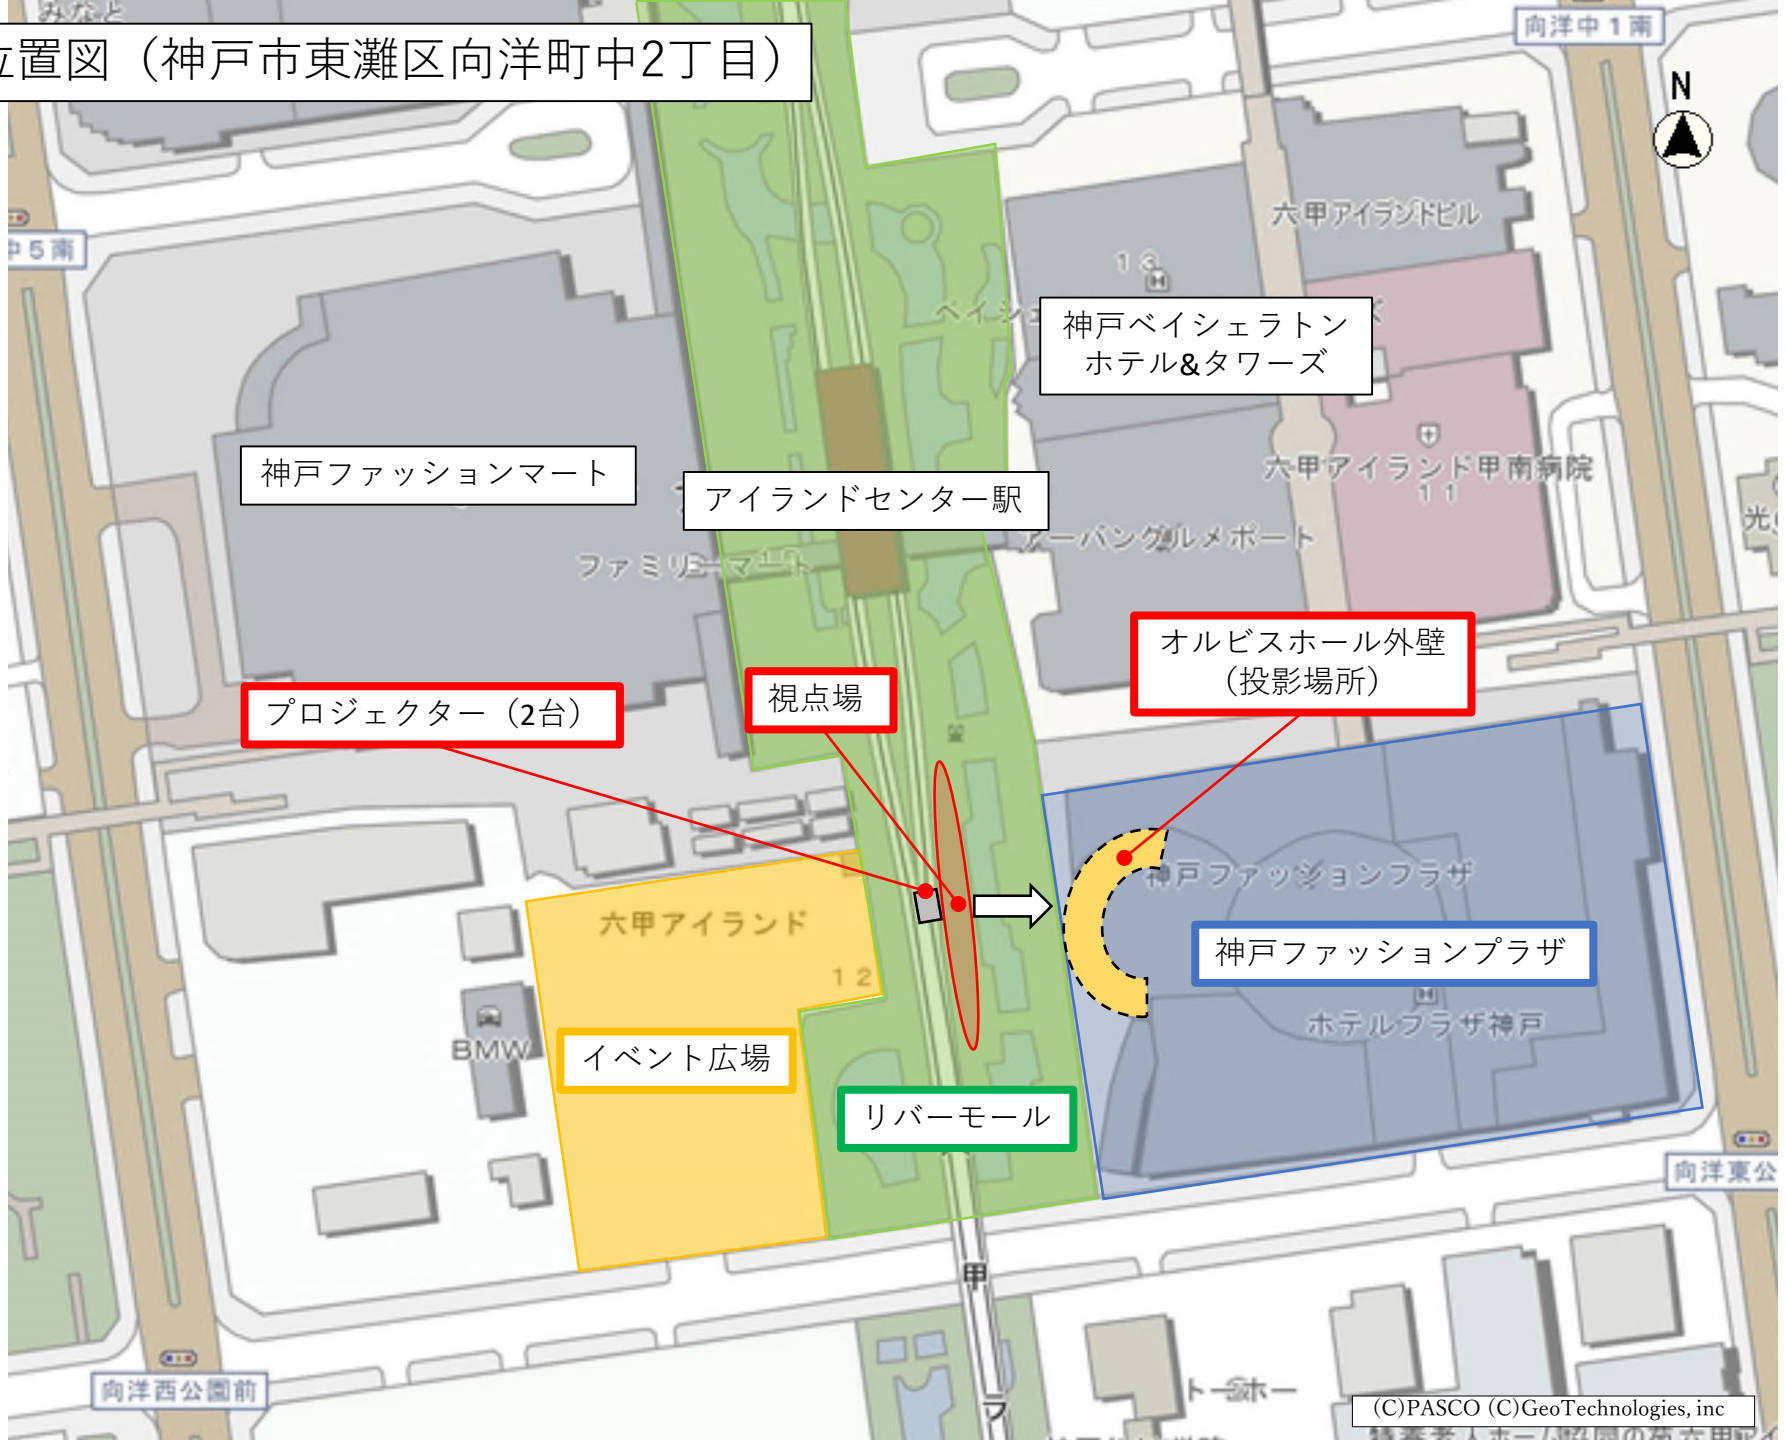 みなと
位置図（神戸市東灘区向洋町中2丁目）
向洋中1南
N
中5南
六甲アイランドビル
13
神戸ベイシェラトン
ホテル&タワーズ
神戸ファッションマート
アイランドセンター駅
六甲アイランド甲南病院
11
アーバングルメポート
ファミリーマート
オルビスホール外壁
（投影場所）
視点場
プロジェクター（2台）
神戸ファッションプラザ
六甲アイランド
12
神戸ファッションプラザ
ホテルプラザ神戸
BMW
イベント広場
リバーモール
向洋東公
甲
ラ
向洋西公園前
(C)PASCO (C)GeoTechnologies, inc